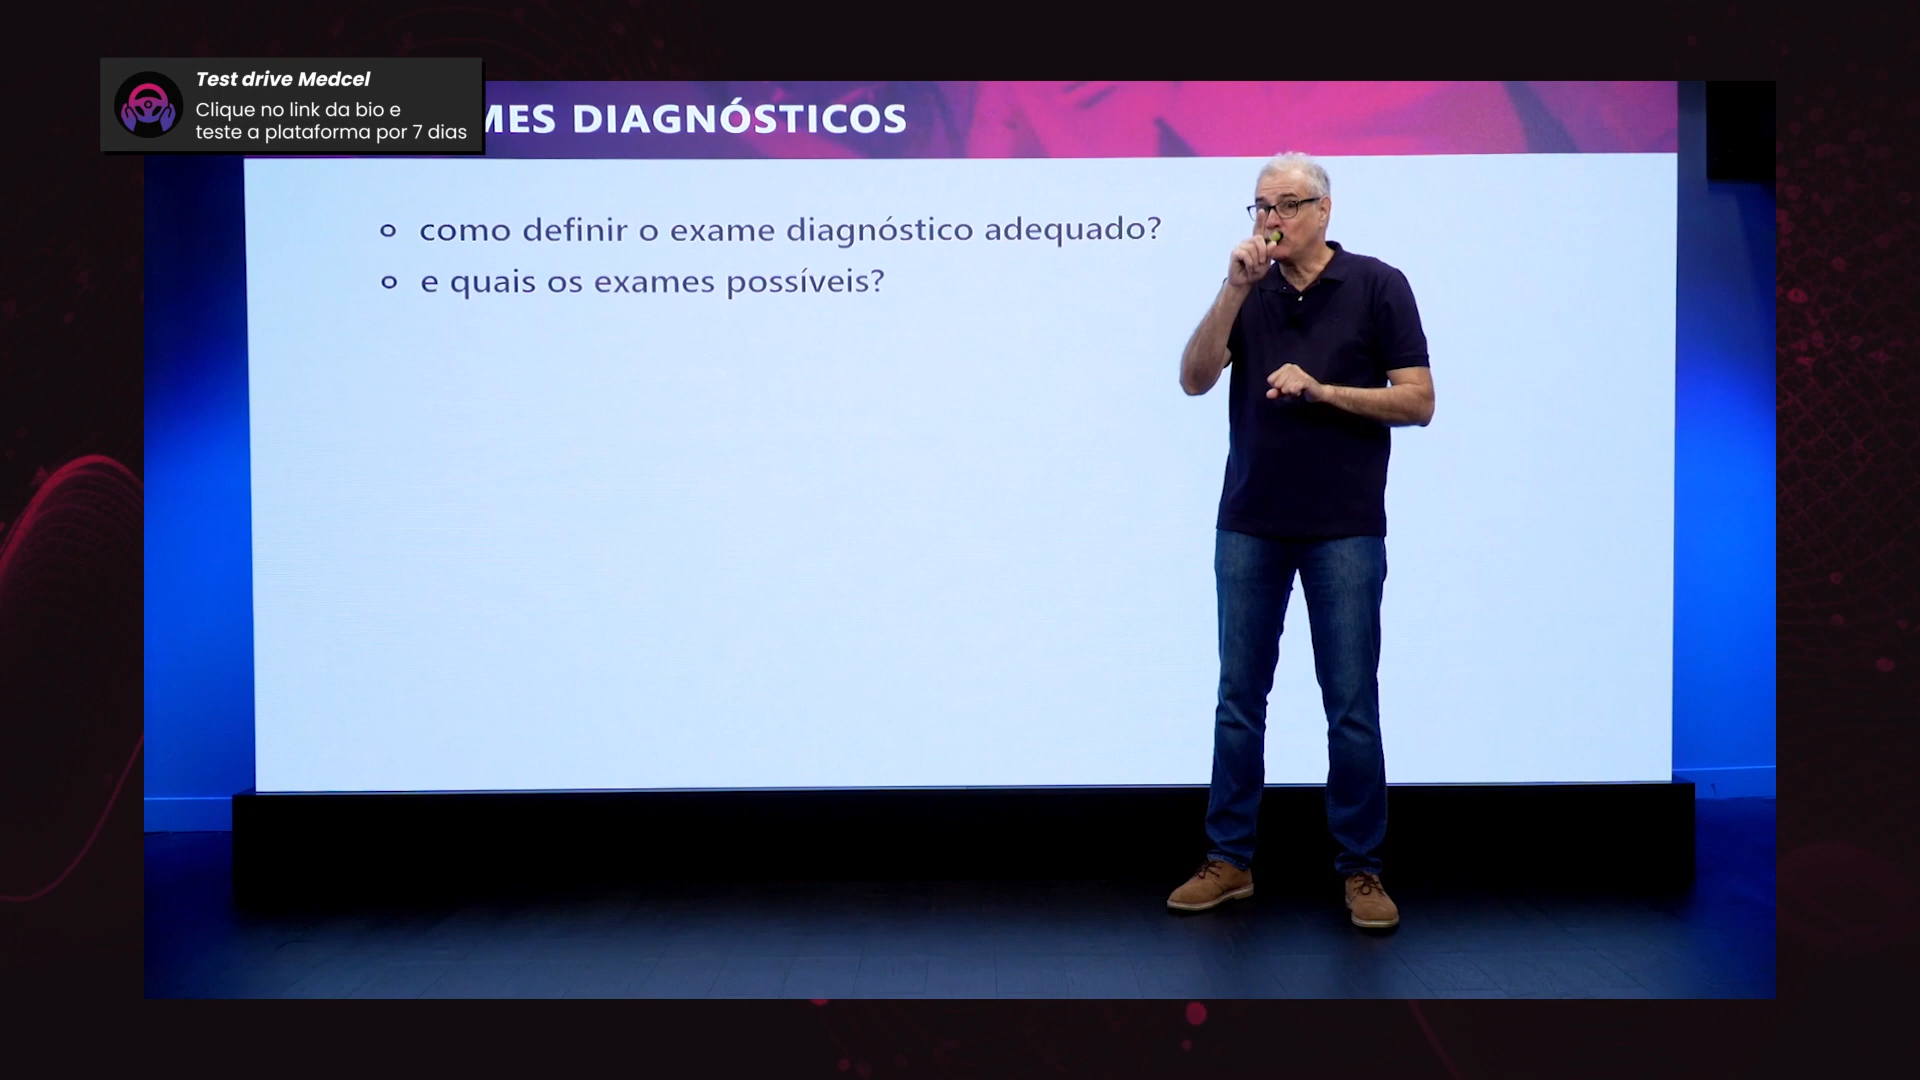 Test drive Medcel
Clique no link da bio e
teste a plataforma por 7 dias
DIAGNÓSTICOS
como definir o exame diagnóstico adequado?
e quais os exames possíveis?